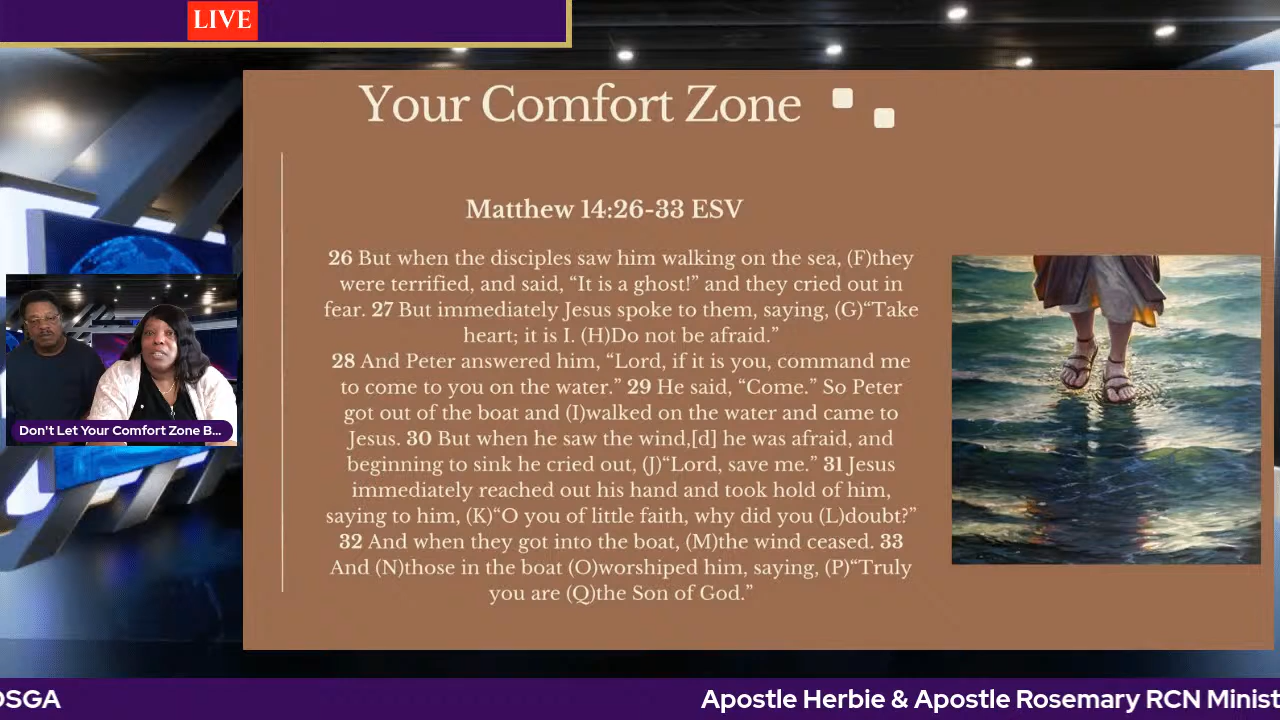 LIVE
Your Comfort Zone
Matthew 14:26-33 ESV
26 But when the disciples saw him walking on the sea, (F)they
were terrified, and said, “It is a ghost!” and they cried out in
fear. 27 But immediately Jesus spoke to them, saying, (G)“Take
heart; it is I. (H)Do not be afraid.”
28 And Peter answered him, “Lord, if it is you, command me
to come to you on the water.” 29 He said, “Come.” So Peter
got out of the boat and (I)walked on the water and came to
Jesus. 30 But when he saw the wind,[d] he was afraid, and
beginning to sink he cried out, (J)“Lord, save me.” 31 Jesus
immediately reached out his hand and took hold of him,
saying to him, (K)“O you of little faith, why did you (L)doubt?”
32 And when they got into the boat, (M)the wind ceased. 33
And (N)those in the boat (O)worshiped him, saying, (P)“Truly
you are (Q)the Son of God.”
Don't Let Your Comfort Zone B...
OSGA Apostle Herbie & Apostle Rosemary RCN Minist